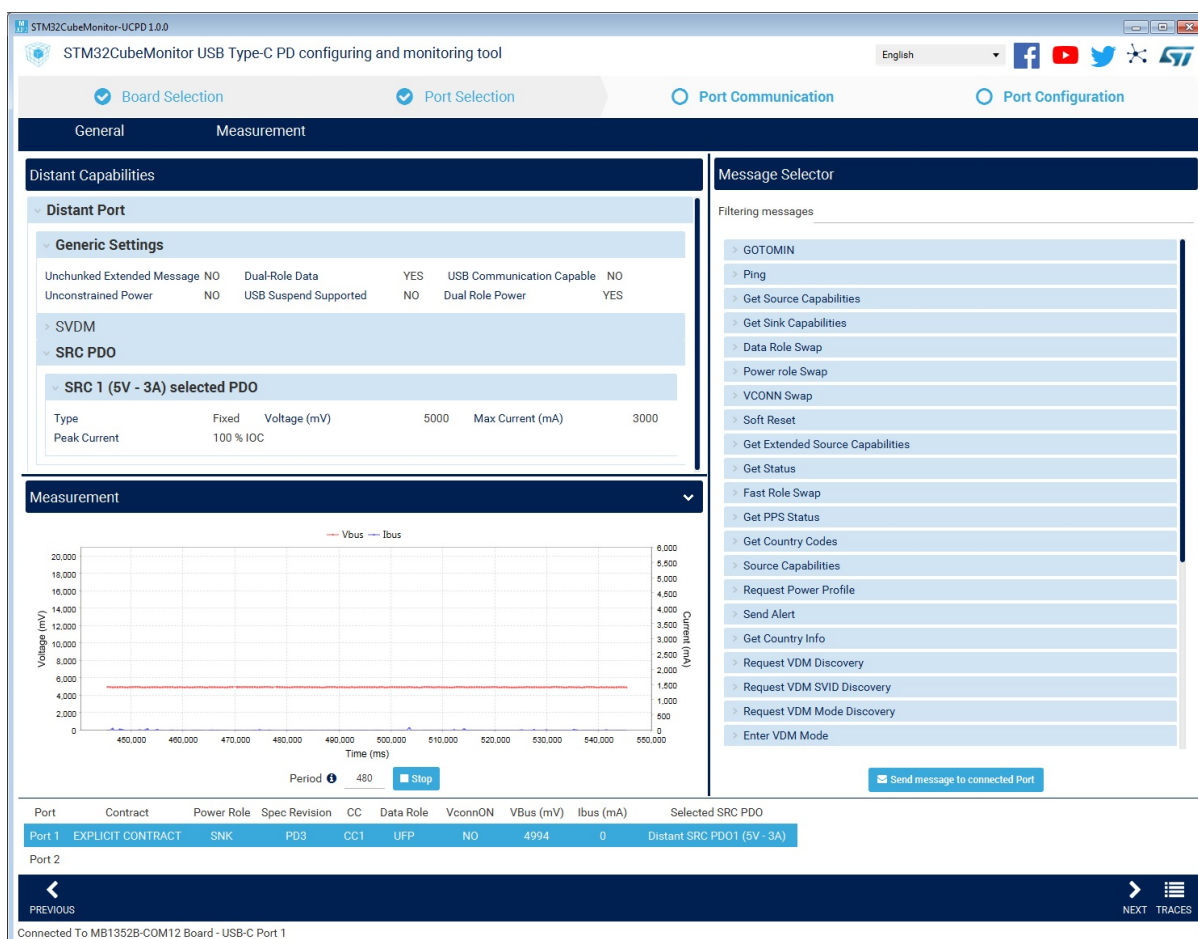 STM32CubeMonitor-UCPD 1.0.0
STM32CubeMonitor USB Type-C PD configuring and monitoring tool
English
Board Selection
Port Selection
Port Communication
Port Configuration
General Measurement
Distant Capabilities
Distant Port
Generic Settings
Unchunked Extended Message NO Dual-Role Data YES USB Communication Capable NO
Unconstrained Power NO USB Suspend Supported NO Dual Role Power YES
SVDM
SRC PDO
SRC 1 (5V - 3A) selected PDO
Type Fixed Voltage (mV) 5000 Max Current (mA) 3000
Peak Current 100 % IOC
Measurement
Vbus Ibus
20,000
18,000
16,000
14,000
12,000
10,000
8,000
6,000
4,000
2,000
0
Voltage (mV)
6,000
5,500
5,000
4,500
4,000
3,500
3,000
2,500
2,000
1,500
1,000
500
0
Current (mA)
450,000 460,000 470,000 480,000 490,000 500,000 510,000 520,000 530,000 540,000 550,000
Time (ms)
Period 480 Stop
Message Selector
Filtering messages
GOTOMIN
Ping
Get Source Capabilities
Get Sink Capabilities
Data Role Swap
Power role Swap
VCONN Swap
Soft Reset
Get Extended Source Capabilities
Get Status
Fast Role Swap
Get PPS Status
Get Country Codes
Source Capabilities
Request Power Profile
Send Alert
Get Country Info
Request VDM Discovery
Request VDM SVID Discovery
Request VDM Mode Discovery
Enter VDM Mode
Send message to connected Port
Port Contract Power Role Spec Revision CC Data Role VconnON VBus (mV) Ibus (mA) Selected SRC PDO
Port 1 EXPLICIT CONTRACT SNK PD3 CC1 UFP NO 4994 0 Distant SRC PDO1 (5V - 3A)
Port 2
PREVIOUS
NEXT TRACES
Connected To MB1352B-COM12 Board - USB-C Port 1